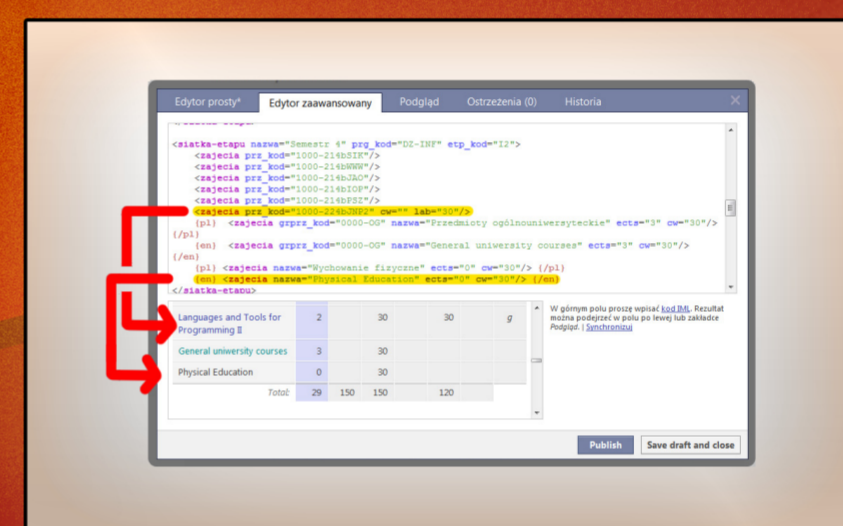 Edytor prosty* Edytor zaawansowany Podgląd Ostrzeżenia (0) Historia
<siatka-etapu nazwa="Semestr 4" prg_kod="DZ-INF" etp_kod="I2">
<zajecia prz_kod="1000-214bSIK"/>
<zajecia prz_kod="1000-214bWWW"/>
<zajecia prz_kod="1000-214bJAO"/>
<zajecia prz_kod="1000-214bIOP"/>
<zajecia prz_kod="1000-214bPSZ"/>
<zajecia prz_kod="1000-224bJNP2" cw="" lab="30"/>
{pl} <zajecia grprz_kod="0000-OG" nazwa="Przedmioty ogólnouniwersyteckie" ects="3" cw="30"/>
{/pl}
{en} <zajecia grprz_kod="0000-OG" nazwa="General uniwersity courses" ects="3" cw="30"/>
{/en}
{pl} <zajecia nazwa="Wychowanie fizyczne" ects="0" cw="30"/> {/pl}
{en} <zajecia nazwa="Physical Education" ects="0" cw="30"/> {/en}
</siatka-etapu>
Languages and Tools for 2 30 30 g
Programming II
General uniwersity courses 3 30
Physical Education 0 30
Total: 29 150 150 120
W górnym polu proszę wpisać kod IML. Rezultat
można podejrzeć w polu po lewej lub zakładce
Podgląd. | Synchronizuj
Publish Save draft and close